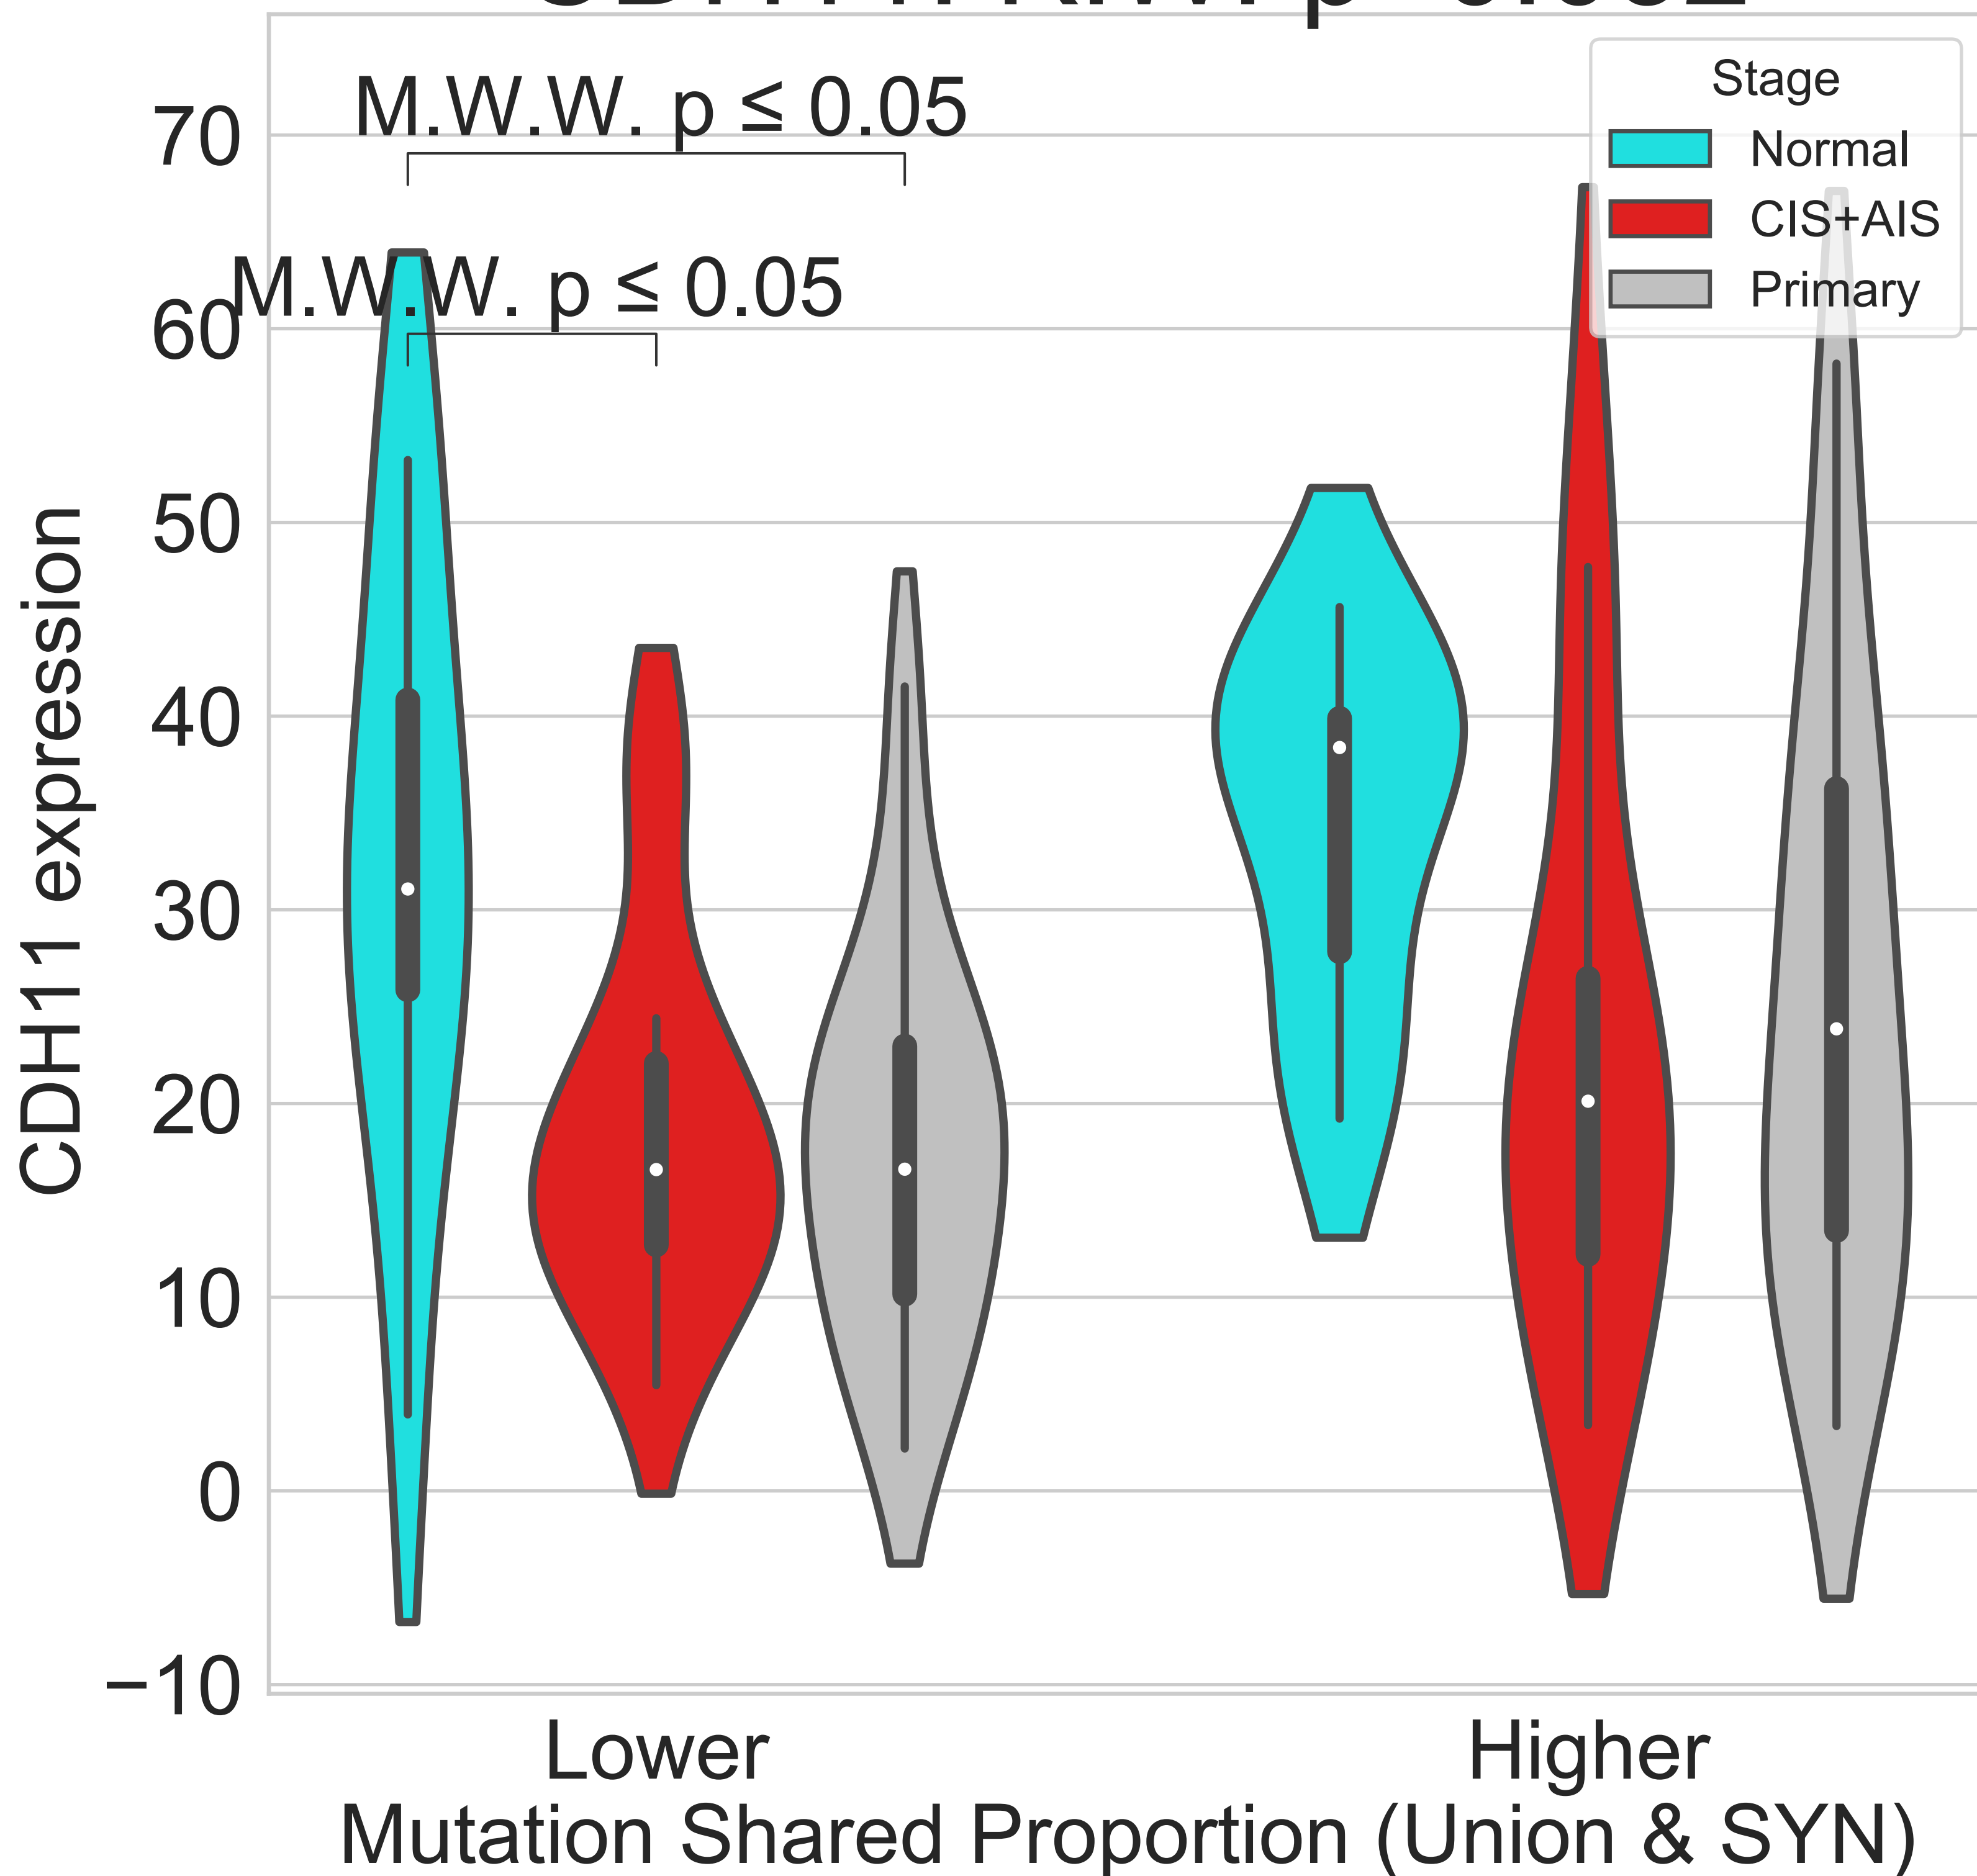 M.W.W. p ≤ 0.05
M.W.W. p ≤ 0.05
Stage
Normal
CIS+AIS
Primary
CDH11 expression
70
60
50
40
30
20
10
0
−10
Lower
Higher
Mutation Shared Proportion (Union & SYN)